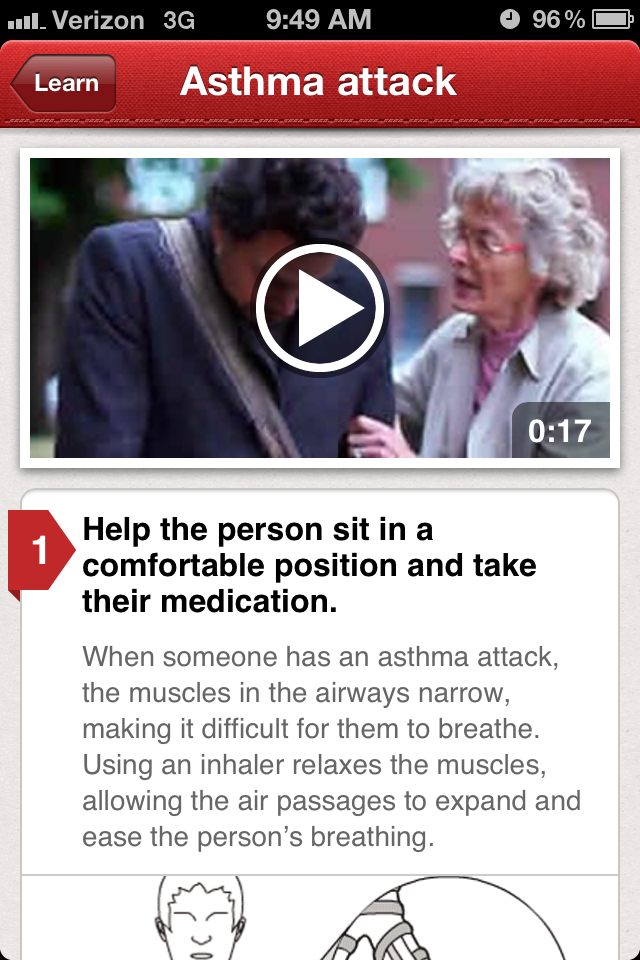 Verizon 3G 9:49 AM 96%
Learn Asthma attack
0:17
1 Help the person sit in a
comfortable position and take
their medication.
When someone has an asthma attack,
the muscles in the airways narrow,
making it difficult for them to breathe.
Using an inhaler relaxes the muscles,
allowing the air passages to expand and
ease the person’s breathing.